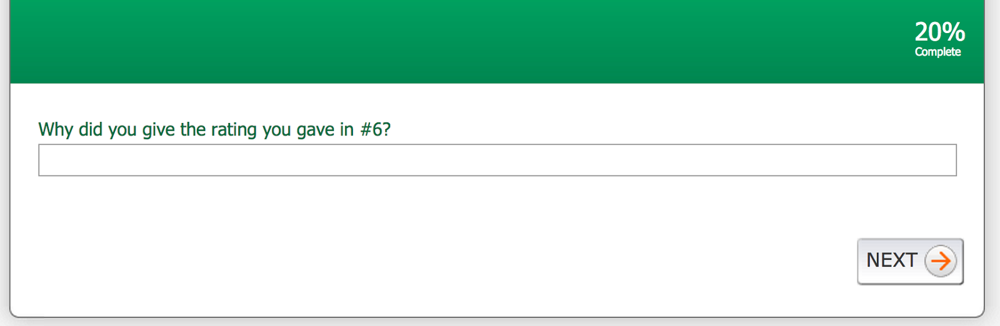 20%
Complete
Why did you give the rating you gave in #6?
NEXT